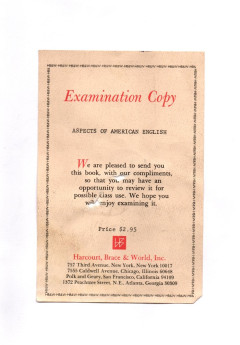 Examination Copy
ASPECTS OF AMERICAN ENGLISH
We are pleased to send you
this book, with our compliments,
so that you may have an
opportunity to review it for
possible class use. We hope you
will enjoy examining it.
Price $2.95
HB
Harcourt, Brace & World, Inc.
757 Third Avenue, New York, New York 10017
7555 Caldwell Avenue, Chicago, Illinois 60648
Polk and Geary, San Francisco, California 94109
1372 Peachtree Street, N.E., Atlanta, Georgia 30309